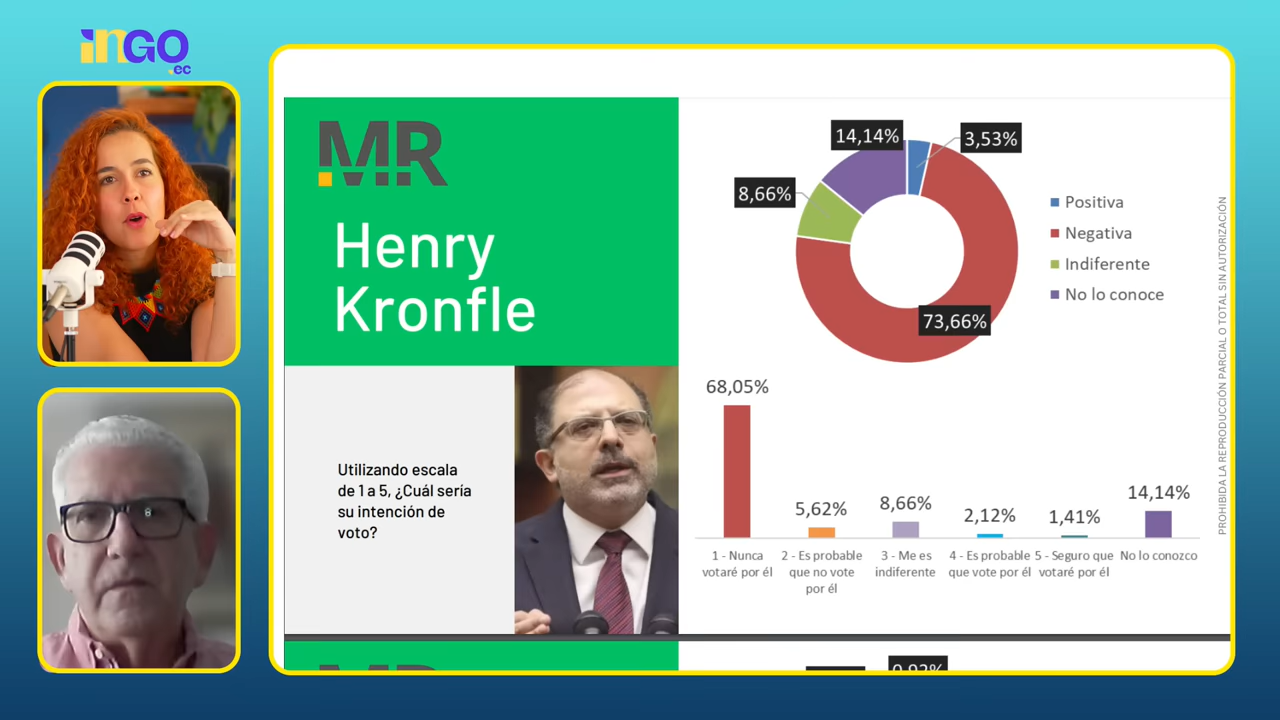 inGO
.ec
MR
Henry
Kronfle
Utilizando escala
de 1 a 5, ¿Cuál sería
su intención de
voto?
14,14%
3,53%
8,66%
73,66%
Positiva
Negativa
Indiferente
No lo conoce
68,05%
5,62%
8,66%
2,12%
1,41%
14,14%
1 - Nunca
votaré por él
2 - Es probable
que no vote
por él
3 - Me es
indiferente
4 - Es probable
que vote por él
5 - Seguro que
votaré por él
No lo conozco
PROHIBIDA LA REPRODUCCIÓN PARCIAL O TOTAL SIN AUTORIZACIÓN
MR
0,92%